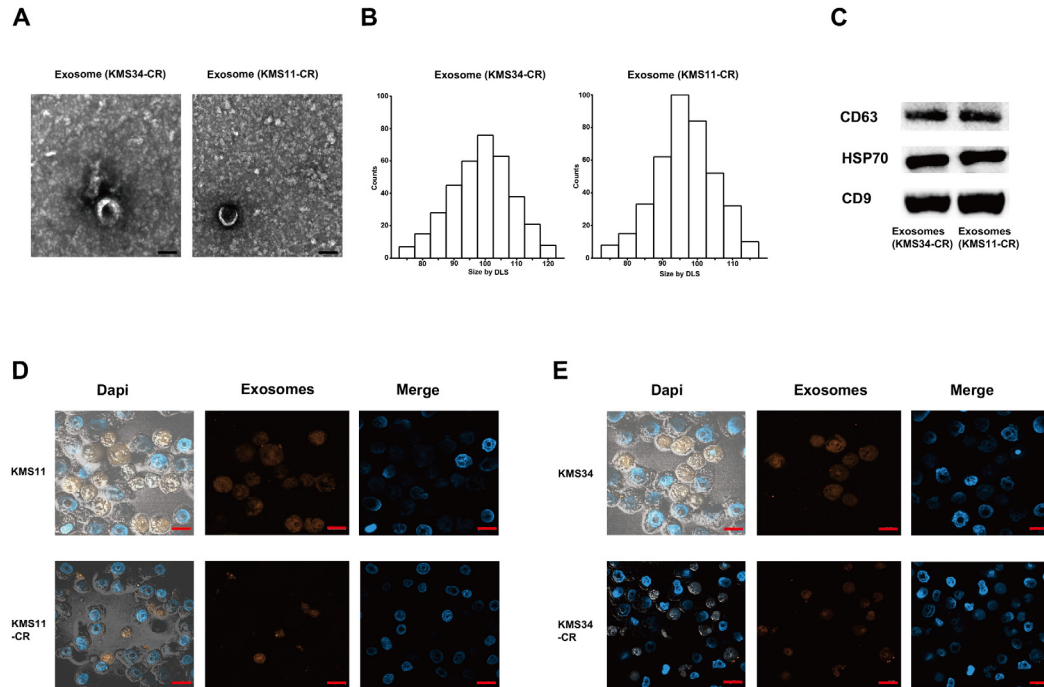 A
B
C
Exosome (KMS34-CR)
Exosome (KMS11-CR)
Exosome (KMS34-CR)
Exosome (KMS11-CR)
100
80
60
40
20
0
Counts
80
90
100
110
120
Size by DLS
100
80
60
40
20
0
Counts
80
90
100
110
Size by DLS
CD63
HSP70
CD9
Exosomes
(KMS34-CR)
Exosomes
(KMS11-CR)
D
Dapi
Exosomes
Merge
KMS11
KMS11
-CR
E
Dapi
Exosomes
Merge
KMS34
KMS34
-CR